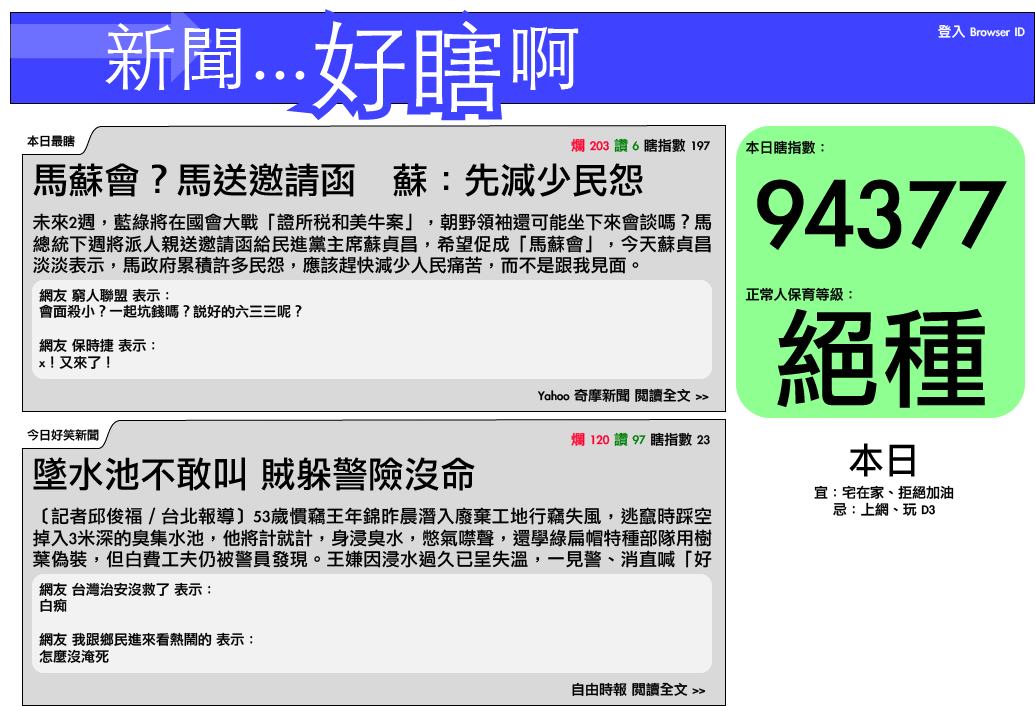 新聞...好瞎啊
登入 Browser ID
本日最瞎
爛 203 讚 6 瞎指數 197
馬蘇會？馬送邀請函　蘇：先減少民怨
未來2週，藍綠將在國會大戰「證所税和美牛案」，朝野領袖還可能坐下來會談嗎？馬
總統下週將派人親送邀請函給民進黨主席蘇貞昌，希望促成「馬蘇會」，今天蘇貞昌
淡淡表示，馬政府累積許多民怨，應該趕快減少人民痛苦，而不是跟我見面。
網友 窮人聯盟 表示：
會面殺小？一起坑錢嗎？説好的六三三呢？
網友 保時捷 表示：
x！又來了！
Yahoo 奇摩新聞 閱讀全文 >>
今日好笑新聞
爛 120 讚 97 瞎指數 23
墜水池不敢叫 賊躲警險沒命
〔記者邱俊福／台北報導〕53歲慣竊王年錦昨晨潛入廢棄工地行竊失風，逃竄時踩空
掉入3米深的臭集水池，他將計就計，身浸臭水，憋氣噤聲，還學綠扁帽特種部隊用樹
葉偽裝，但白費工夫仍被警員發現。王嫌因浸水過久已呈失溫，一見警、消直喊「好
網友 台灣治安沒救了 表示：
白痴
網友 我跟鄉民進來看熱鬧的 表示：
怎麼沒淹死
自由時報 閱讀全文 >>
本日瞎指數：
94377
正常人保育等級：
絕種
本日
宜：宅在家、拒絕加油
忌：上網、玩 D3